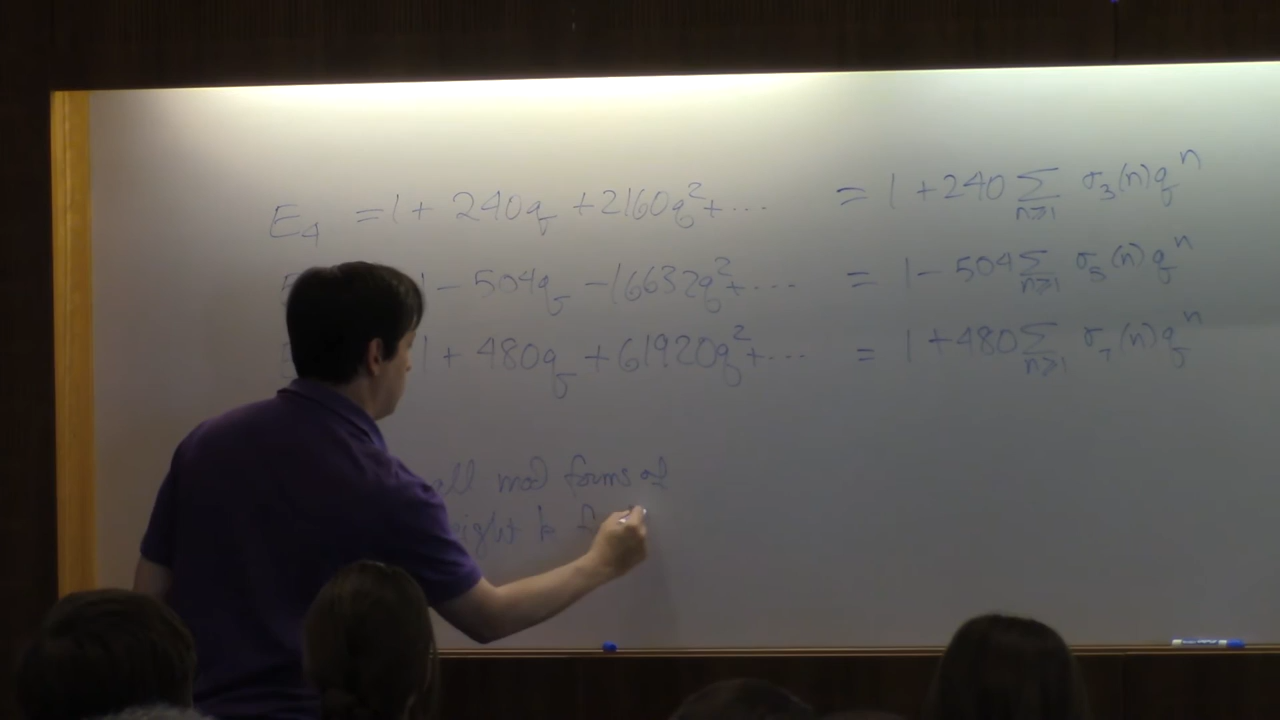 E₄ = 1 + 240q + 2160q² + ⋯ = 1 + 240 ∑_{n≥1} σ₃(n)qⁿ
1 − 504q − 16632q² + ⋯ = 1 − 504 ∑_{n≥1} σ₅(n)qⁿ
1 + 480q + 61920q² + ⋯ = 1 + 480 ∑_{n≥1} σ₇(n)qⁿ
all mod forms of
k